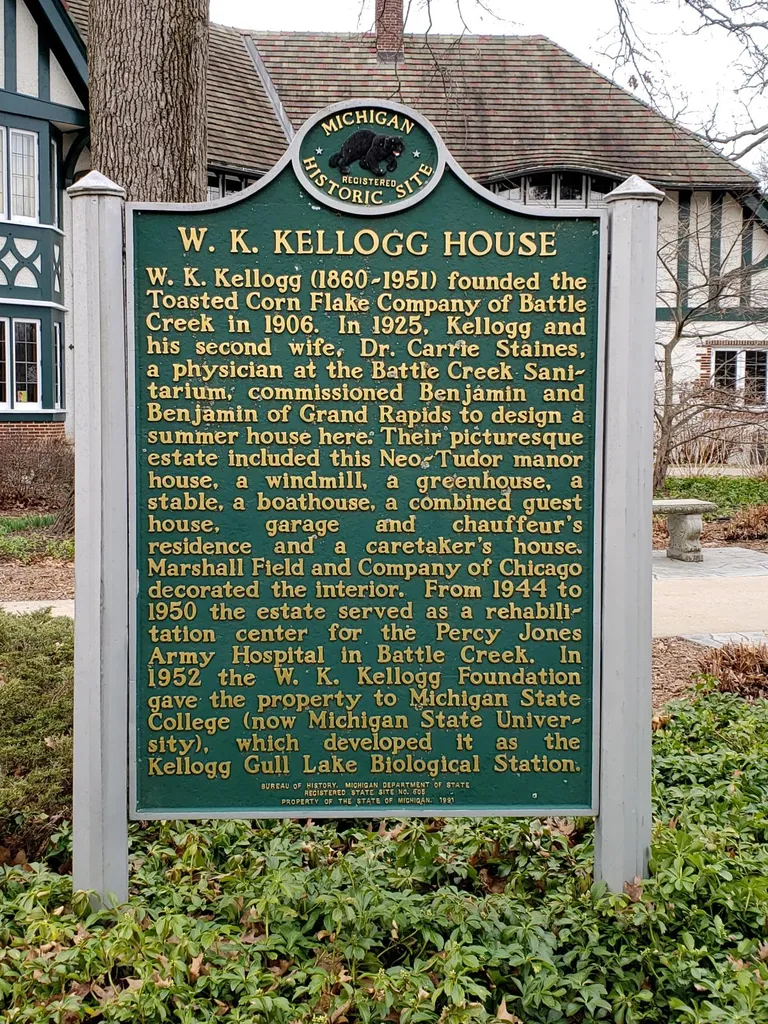 MICHIGAN
REGISTERED
HISTORIC SITE
W. K. KELLOGG HOUSE
W. K. Kellogg (1860-1951) founded the
Toasted Corn Flake Company of Battle
Creek in 1906. In 1925, Kellogg and
his second wife, Dr. Carrie Staines,
a physician at the Battle Creek Sani-
tarium, commissioned Benjamin and
Benjamin of Grand Rapids to design a
summer house here. Their picturesque
estate included this Neo-Tudor manor
house, a windmill, a greenhouse, a
stable, a boathouse, a combined guest
house, garage and chauffeur's
residence and a caretaker's house.
Marshall Field and Company of Chicago
decorated the interior. From 1944 to
1950 the estate served as a rehabili-
tation center for the Percy Jones
Army Hospital in Battle Creek. In
1952 the W. K. Kellogg Foundation
gave the property to Michigan State
College (now Michigan State Univer-
sity), which developed it as the
Kellogg Gull Lake Biological Station.
BUREAU OF HISTORY, MICHIGAN DEPARTMENT OF STATE
REGISTERED STATE SITE NO. 605
PROPERTY OF THE STATE OF MICHIGAN, 1991